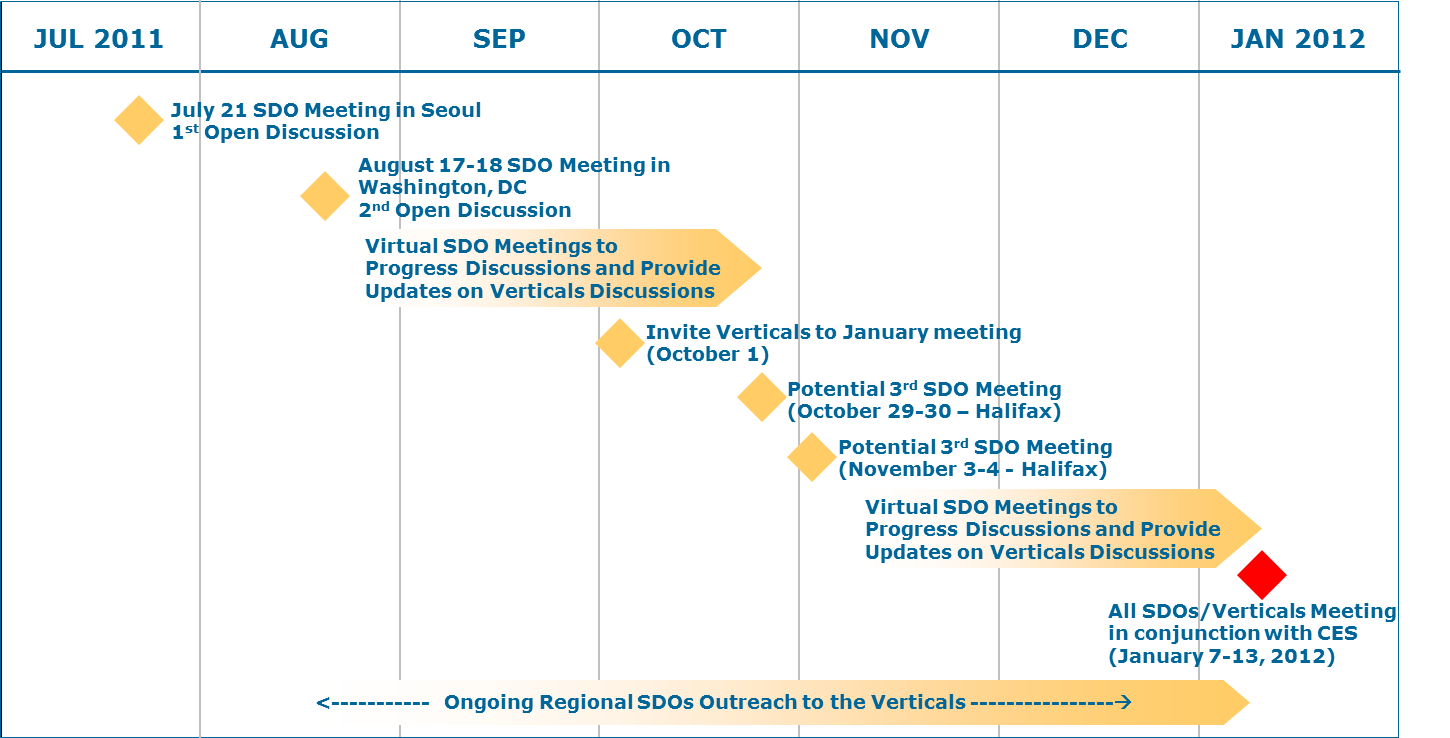 JUL 2011 AUG SEP OCT NOV DEC JAN 2012
July 21 SDO Meeting in Seoul
1st Open Discussion
August 17-18 SDO Meeting in
Washington, DC
2nd Open Discussion
Virtual SDO Meetings to
Progress Discussions and Provide
Updates on Verticals Discussions
Invite Verticals to January meeting
(October 1)
Potential 3rd SDO Meeting
(October 29-30 – Halifax)
Potential 3rd SDO Meeting
(November 3-4 - Halifax)
Virtual SDO Meetings to
Progress Discussions and Provide
Updates on Verticals Discussions
All SDOs/Verticals Meeting
in conjunction with CES
(January 7-13, 2012)
<----------- Ongoing Regional SDOs Outreach to the Verticals ----------------→